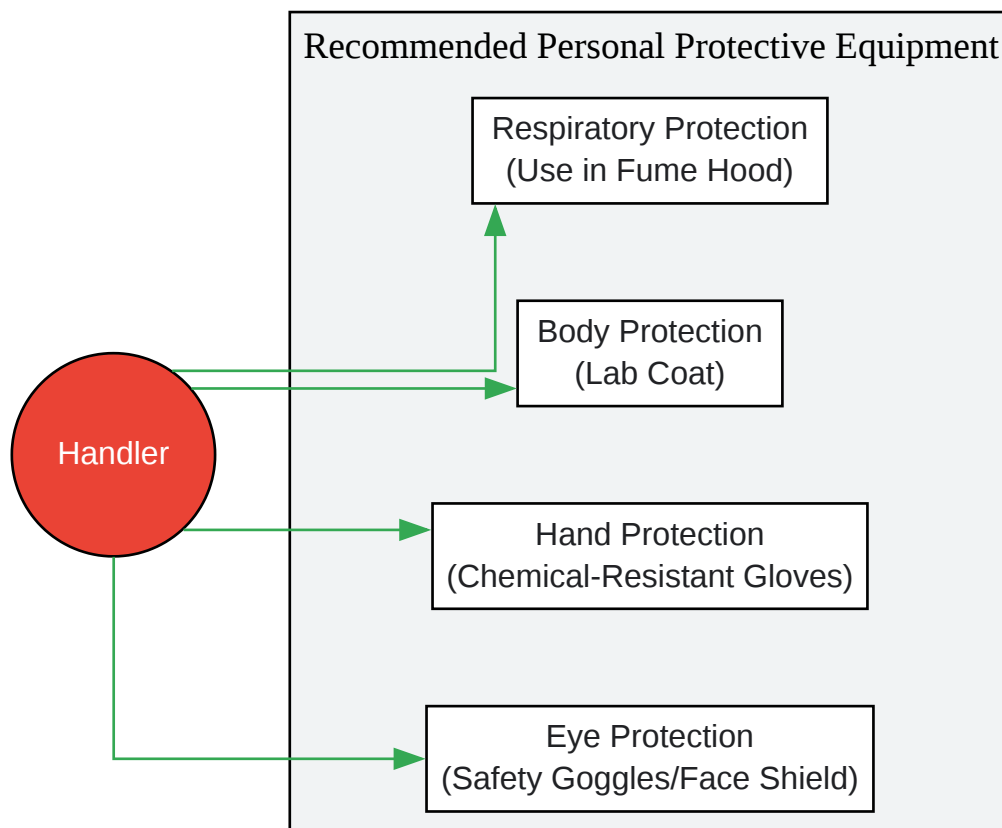 Recommended Personal Protective Equipment
Respiratory Protection
(Use in Fume Hood)
Body Protection
(Lab Coat)
Handler
Hand Protection
(Chemical-Resistant Gloves)
Eye Protection
(Safety Goggles/Face Shield)